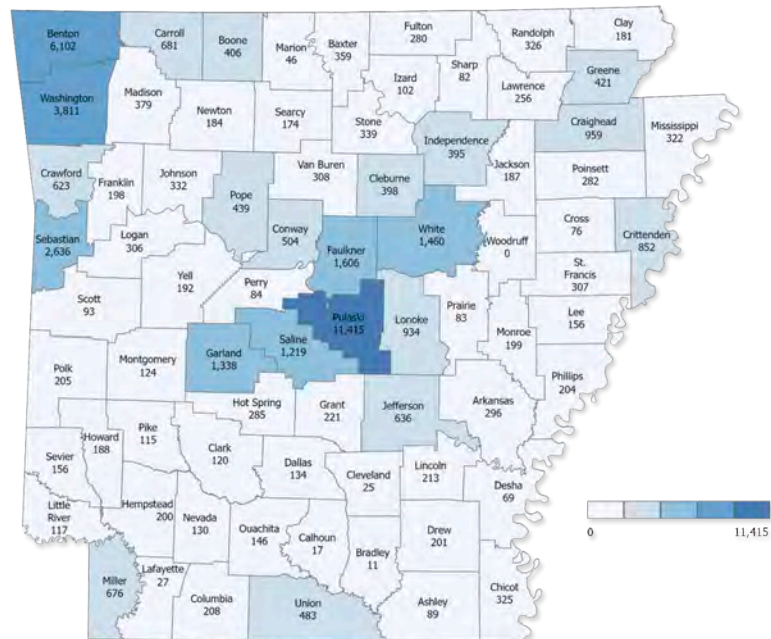 Benton
6,102
Carroll
681
Boone
406
Marion
46
Baxter
359
Fulton
280
Randolph
326
Clay
181
Sharp
82
Izard
102
Greene
421
Lawrence
256
Washington
3,811
Madison
379
Newton
184
Searcy
174
Stone
339
Independence
395
Craighead
959
Mississippi
322
Crawford
623
Franklin
198
Johnson
332
Pope
439
Van Buren
308
Cleburne
398
Jackson
187
Poinsett
282
Sebastian
2,636
Logan
306
Conway
504
Faulkner
1,606
White
1,460
Woodruff
0
Cross
76
Crittenden
852
Yell
192
Perry
84
St.
Francis
307
Scott
93
Pulaski
11,415
Lonoke
934
Prairie
83
Lee
156
Monroe
199
Saline
1,219
Garland
1,338
Polk
205
Montgomery
124
Phillips
204
Hot Spring
285
Grant
221
Jefferson
636
Arkansas
296
Pike
115
Howard
188
Sevier
156
Clark
120
Dallas
134
Cleveland
25
Lincoln
213
Desha
69
Little
River
117
Hempstead
200
Nevada
130
Ouachita
146
Calhoun
17
Bradley
11
Drew
201
Miller
676
Lafayette
27
Columbia
208
Union
483
Ashley
89
Chicot
325
0
11,415